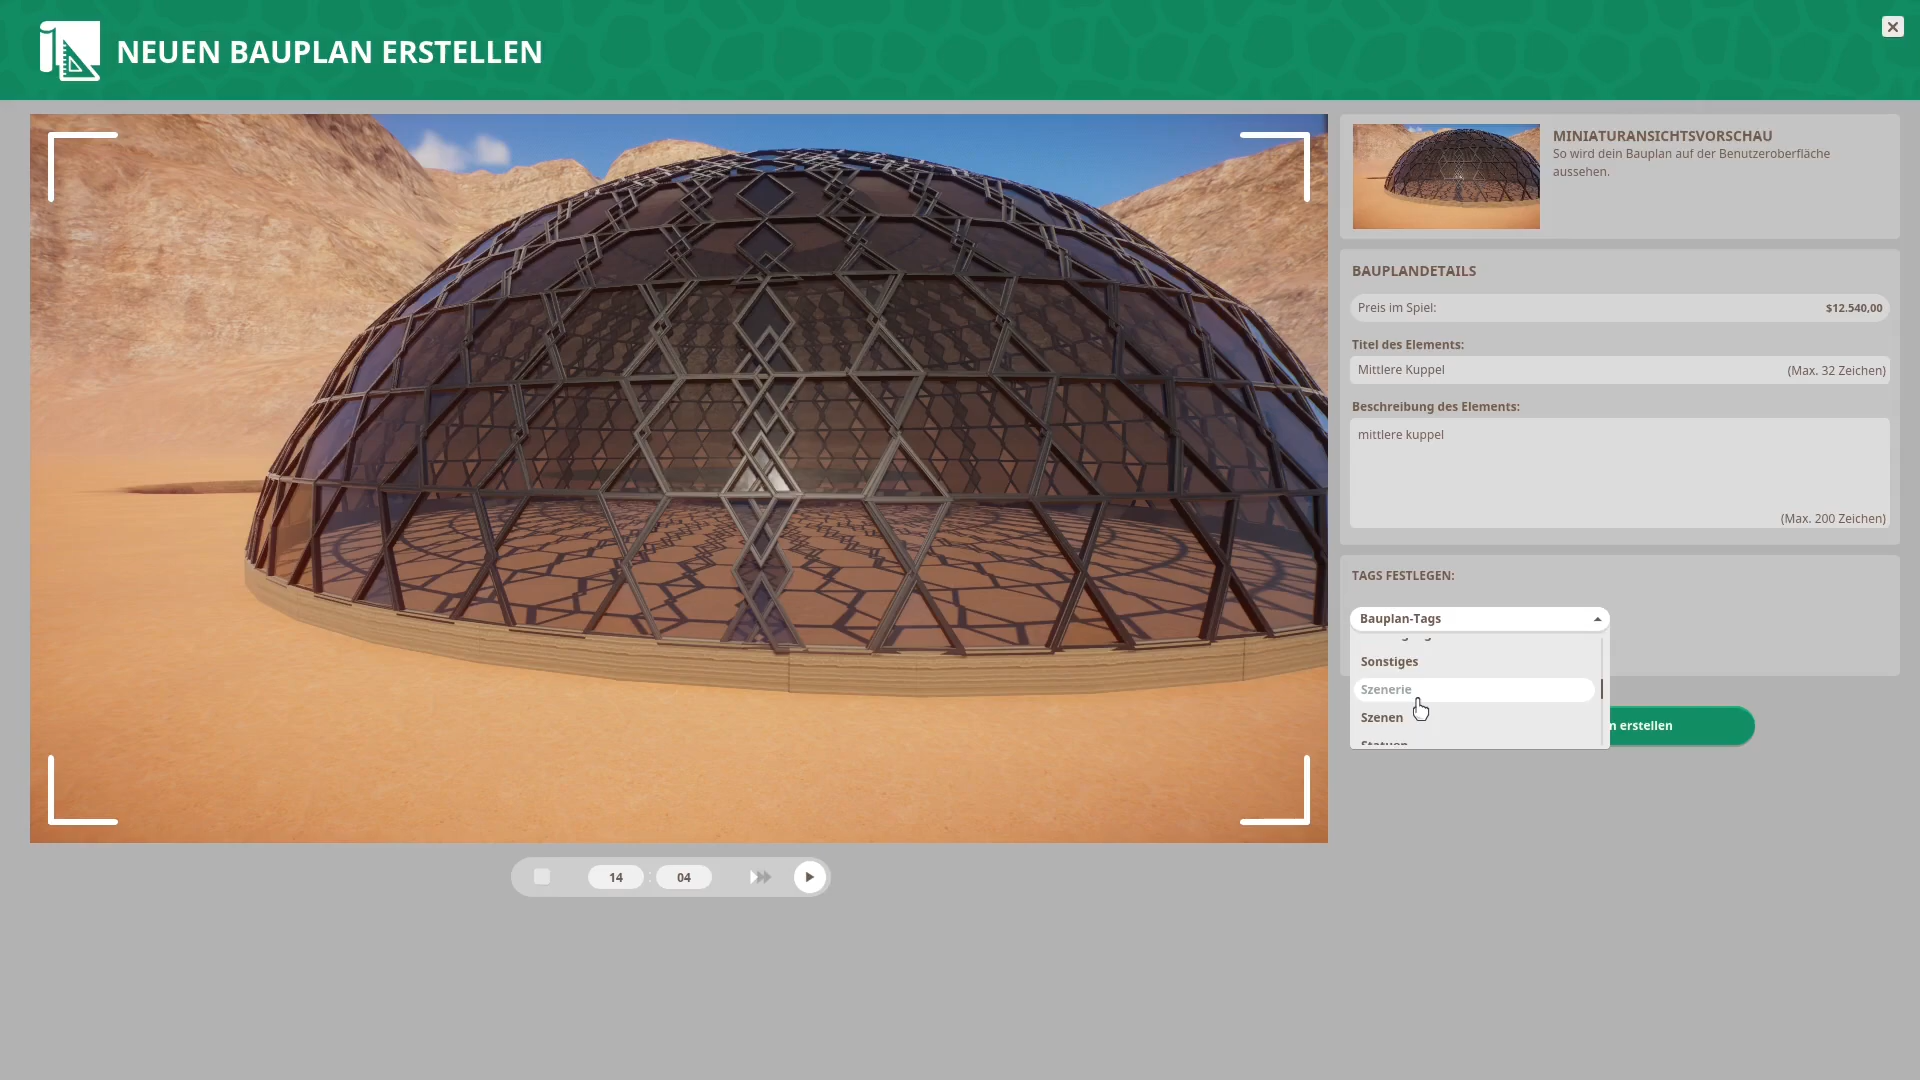 NEUEN BAUPLAN ERSTELLEN
MINIATURANSICHTSVORSCHAU
So wird dein Bauplan auf der Benutzeroberfläche
aussehen.
BAUPLANDETAILS
Preis im Spiel: $12.540,00
Titel des Elements:
Mittlere Kuppel (Max. 32 Zeichen)
Beschreibung des Elements:
mittlere kuppel
(Max. 200 Zeichen)
TAGS FESTLEGEN:
Bauplan-Tags
Sonstiges
Szenerie
Szenen
Statuen
n erstellen
14 : 04